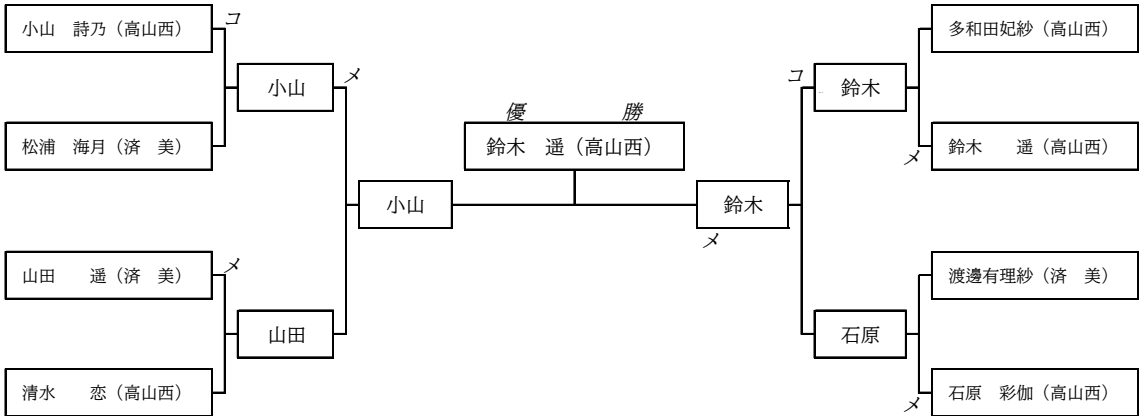 小山　詩乃（高山西）
コ
多和田妃紗（高山西）
小山
メ
コ
鈴木
優　勝
松浦　海月（済　美）
鈴木　遥（高山西）
メ
鈴木　遥（高山西）
小山
鈴木
メ
山田　遥（済　美）
メ
渡邊有理紗（済　美）
山田
石原
清水　恋（高山西）
メ
石原　彩伽（高山西）